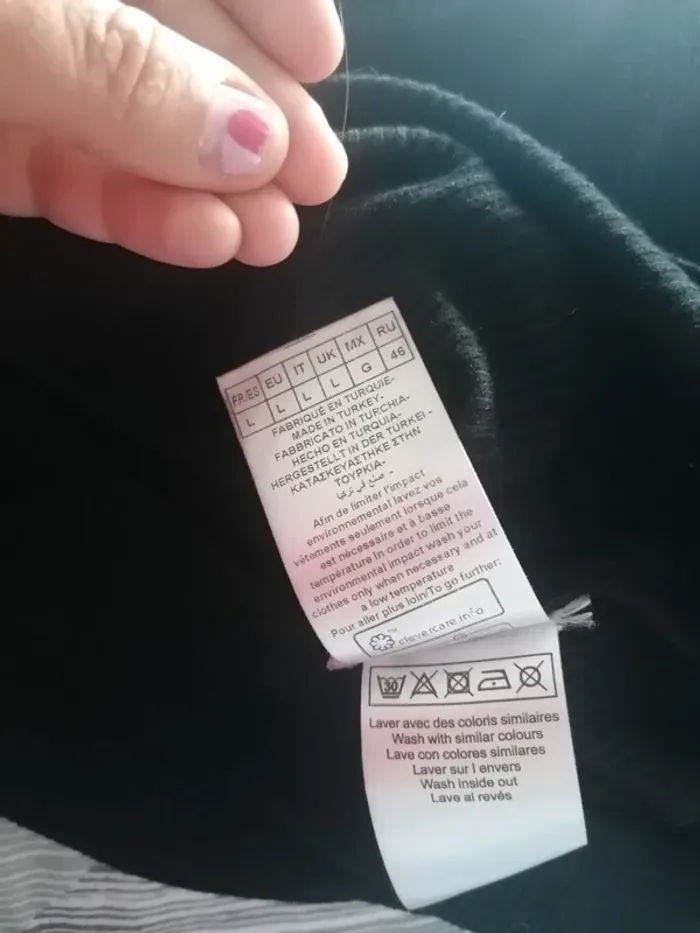 FR/ES EU IT UK MX RU
L L L L G 46
FABRIQUÉ EN TURQUIE-
MADE IN TURKEY-
FABBRICATO IN TURCHIA-
HECHO EN TURQUIA-
HERGESTELLT IN DER TÜRKEI -
ΚΑΤΑΣΚΕΥΑΣΤΗΚΕ ΣΤΗΝ
ΤΟΥΡΚΙΑ-
صنع في تركيا -
Afin de limiter l'impact
environnemental lavez vos
vêtements seulement lorsque cela
est nécessaire et à basse
température In order to limit the
environmental impact wash your
clothes only when necessary and at
a low temperature
Pour aller plus loin/To go further:
clevercare.info
30
Laver avec des coloris similaires
Wash with similar colours
Lave con colores similares
Laver sur l envers
Wash inside out
Lave al revés